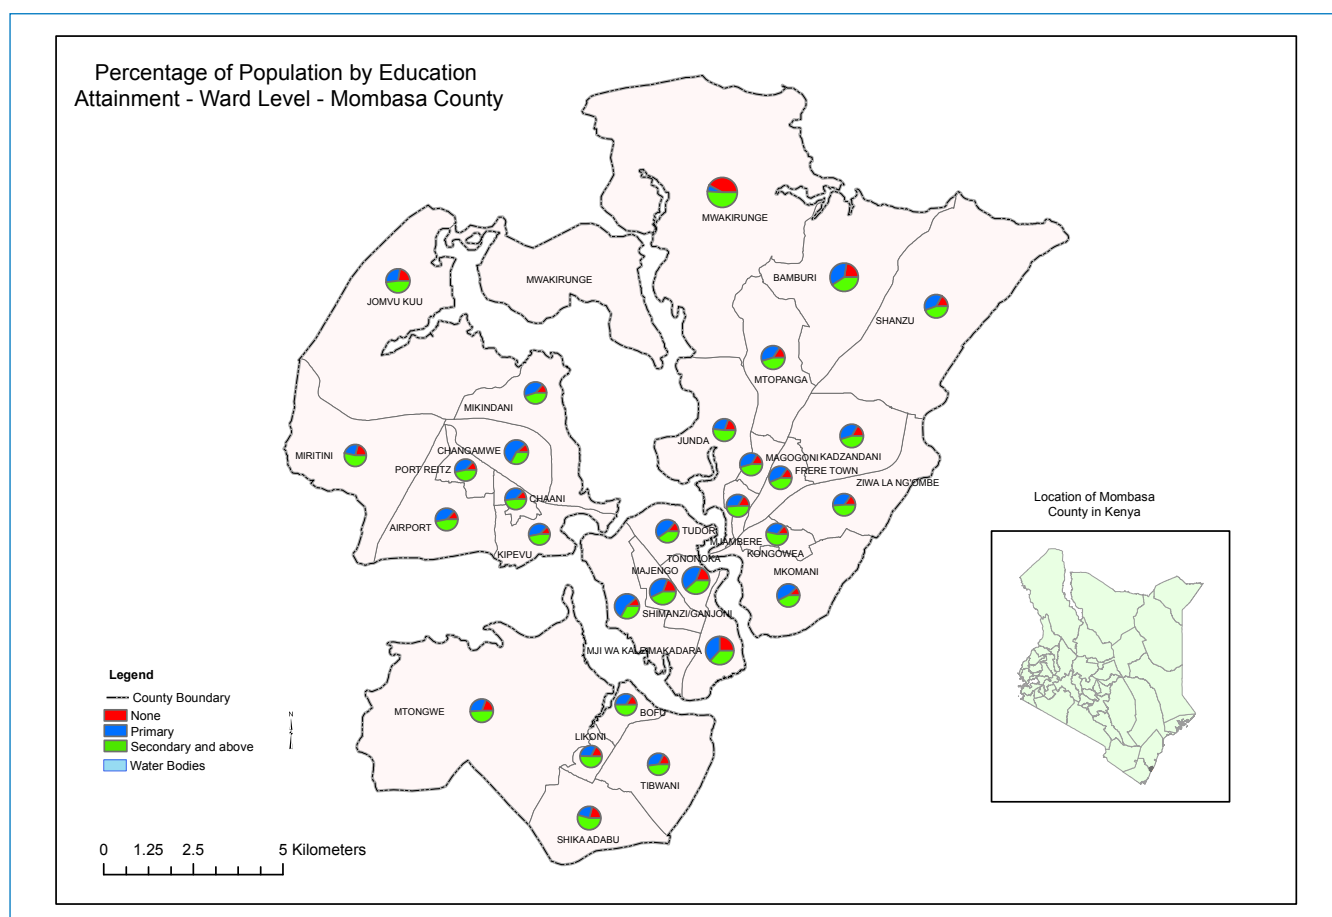 Percentage of Population by Education
Attainment - Ward Level - Mombasa County
MWAKIRUNGE
MWAKIRUNGE
BAMBURI
JOMVU KUU
SHANZU
MTOPANGA
MIKINDANI
JUNDA
CHANGAMWE
MIRITINI
MAGOGONI
KADZANDANI
PORT REITZ
FRERE TOWN
ZIWA LA NG'OMBE
CHAANI
AIRPORT
TUDOR
KIPEVU
MJAMBERE
KONGOWEA
TONONOKA
MAJENGO
MKOMANI
SHIMANZI/GANJONI
MJI WA KALE/MAKADARA
MTONGWE
BOFU
LIKONI
TIBWANI
SHIKA ADABU
Location of Mombasa
County in Kenya
Legend
County Boundary
None
Primary
Secondary and above
Water Bodies
N
0 1.25 2.5 5 Kilometers